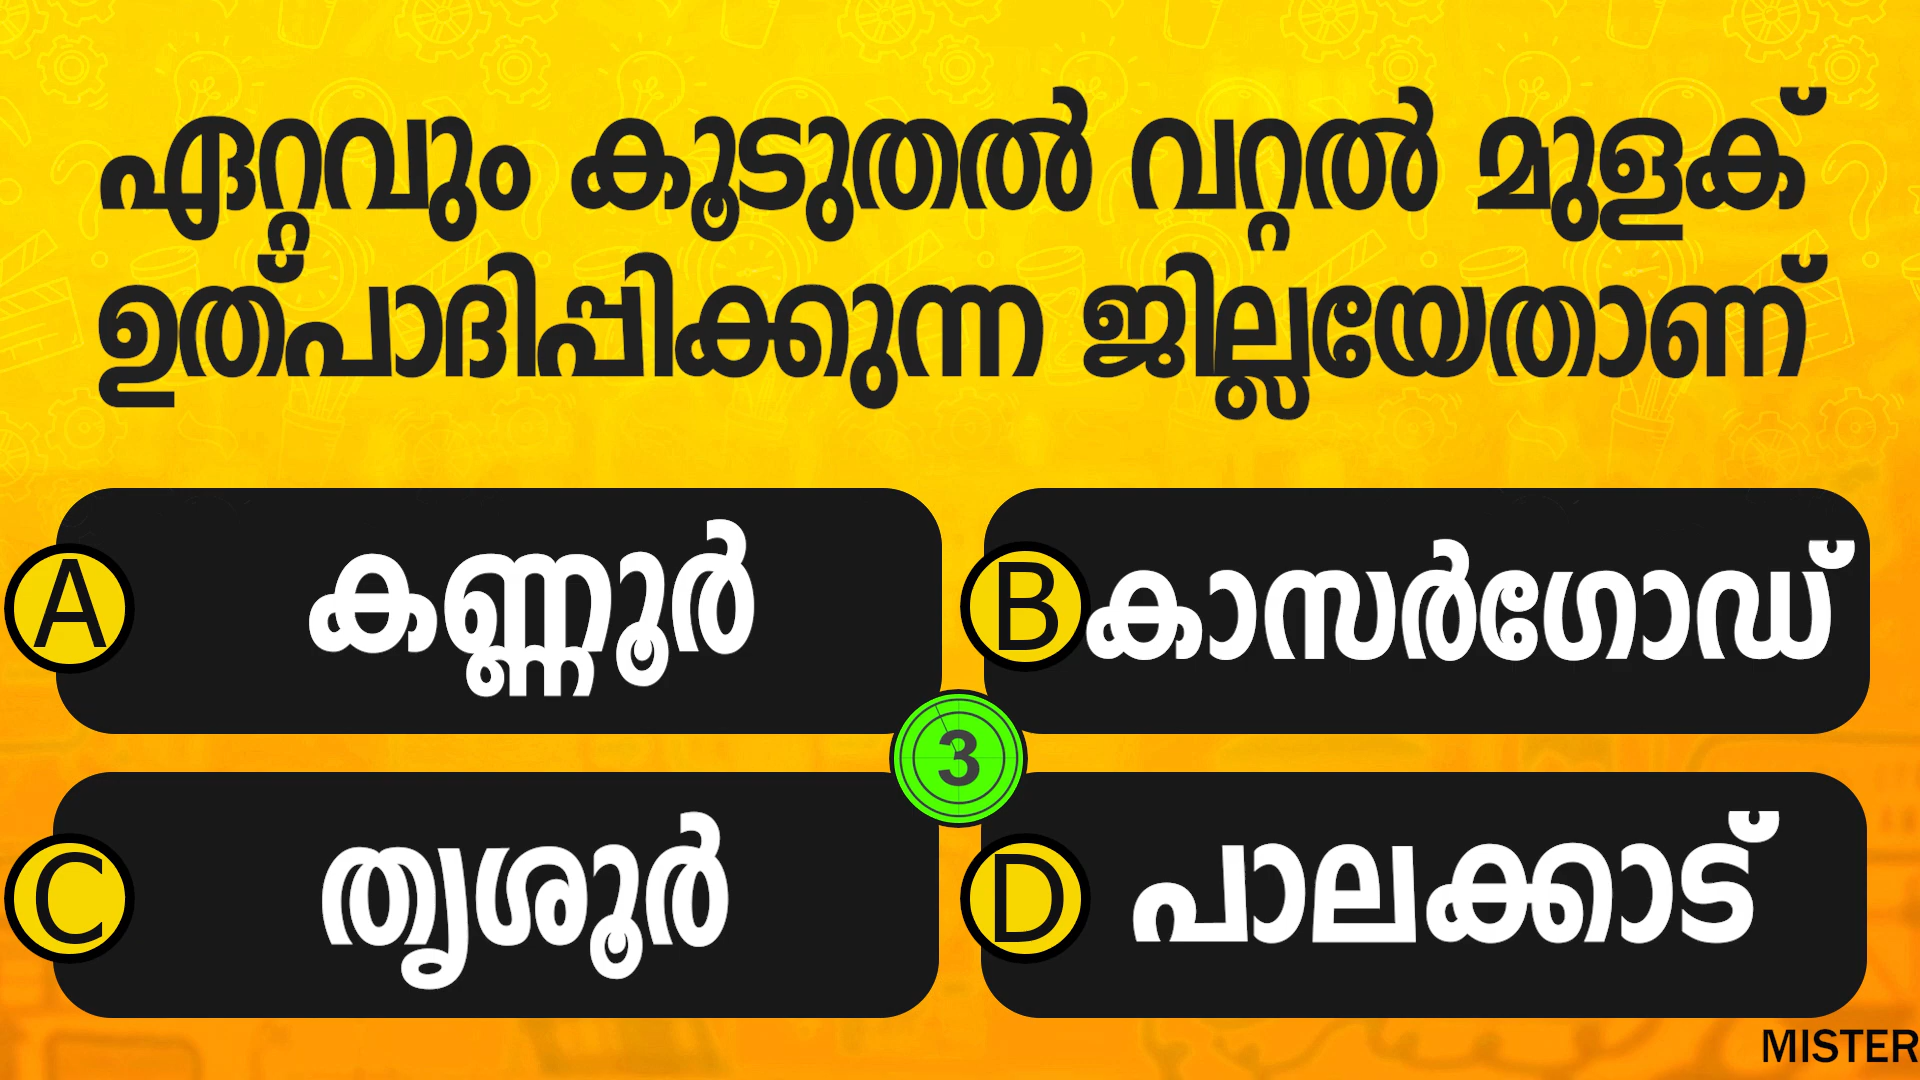 ഏറ്റവും കൂടുതൽ വറ്റൽ മുളക്
ഉത്പാദിപ്പിക്കുന്ന ജില്ലയേതാണ്
A കണ്ണൂർ
B കാസർഗോഡ്
3
C തൃശൂർ
D പാലക്കാട്
MISTER